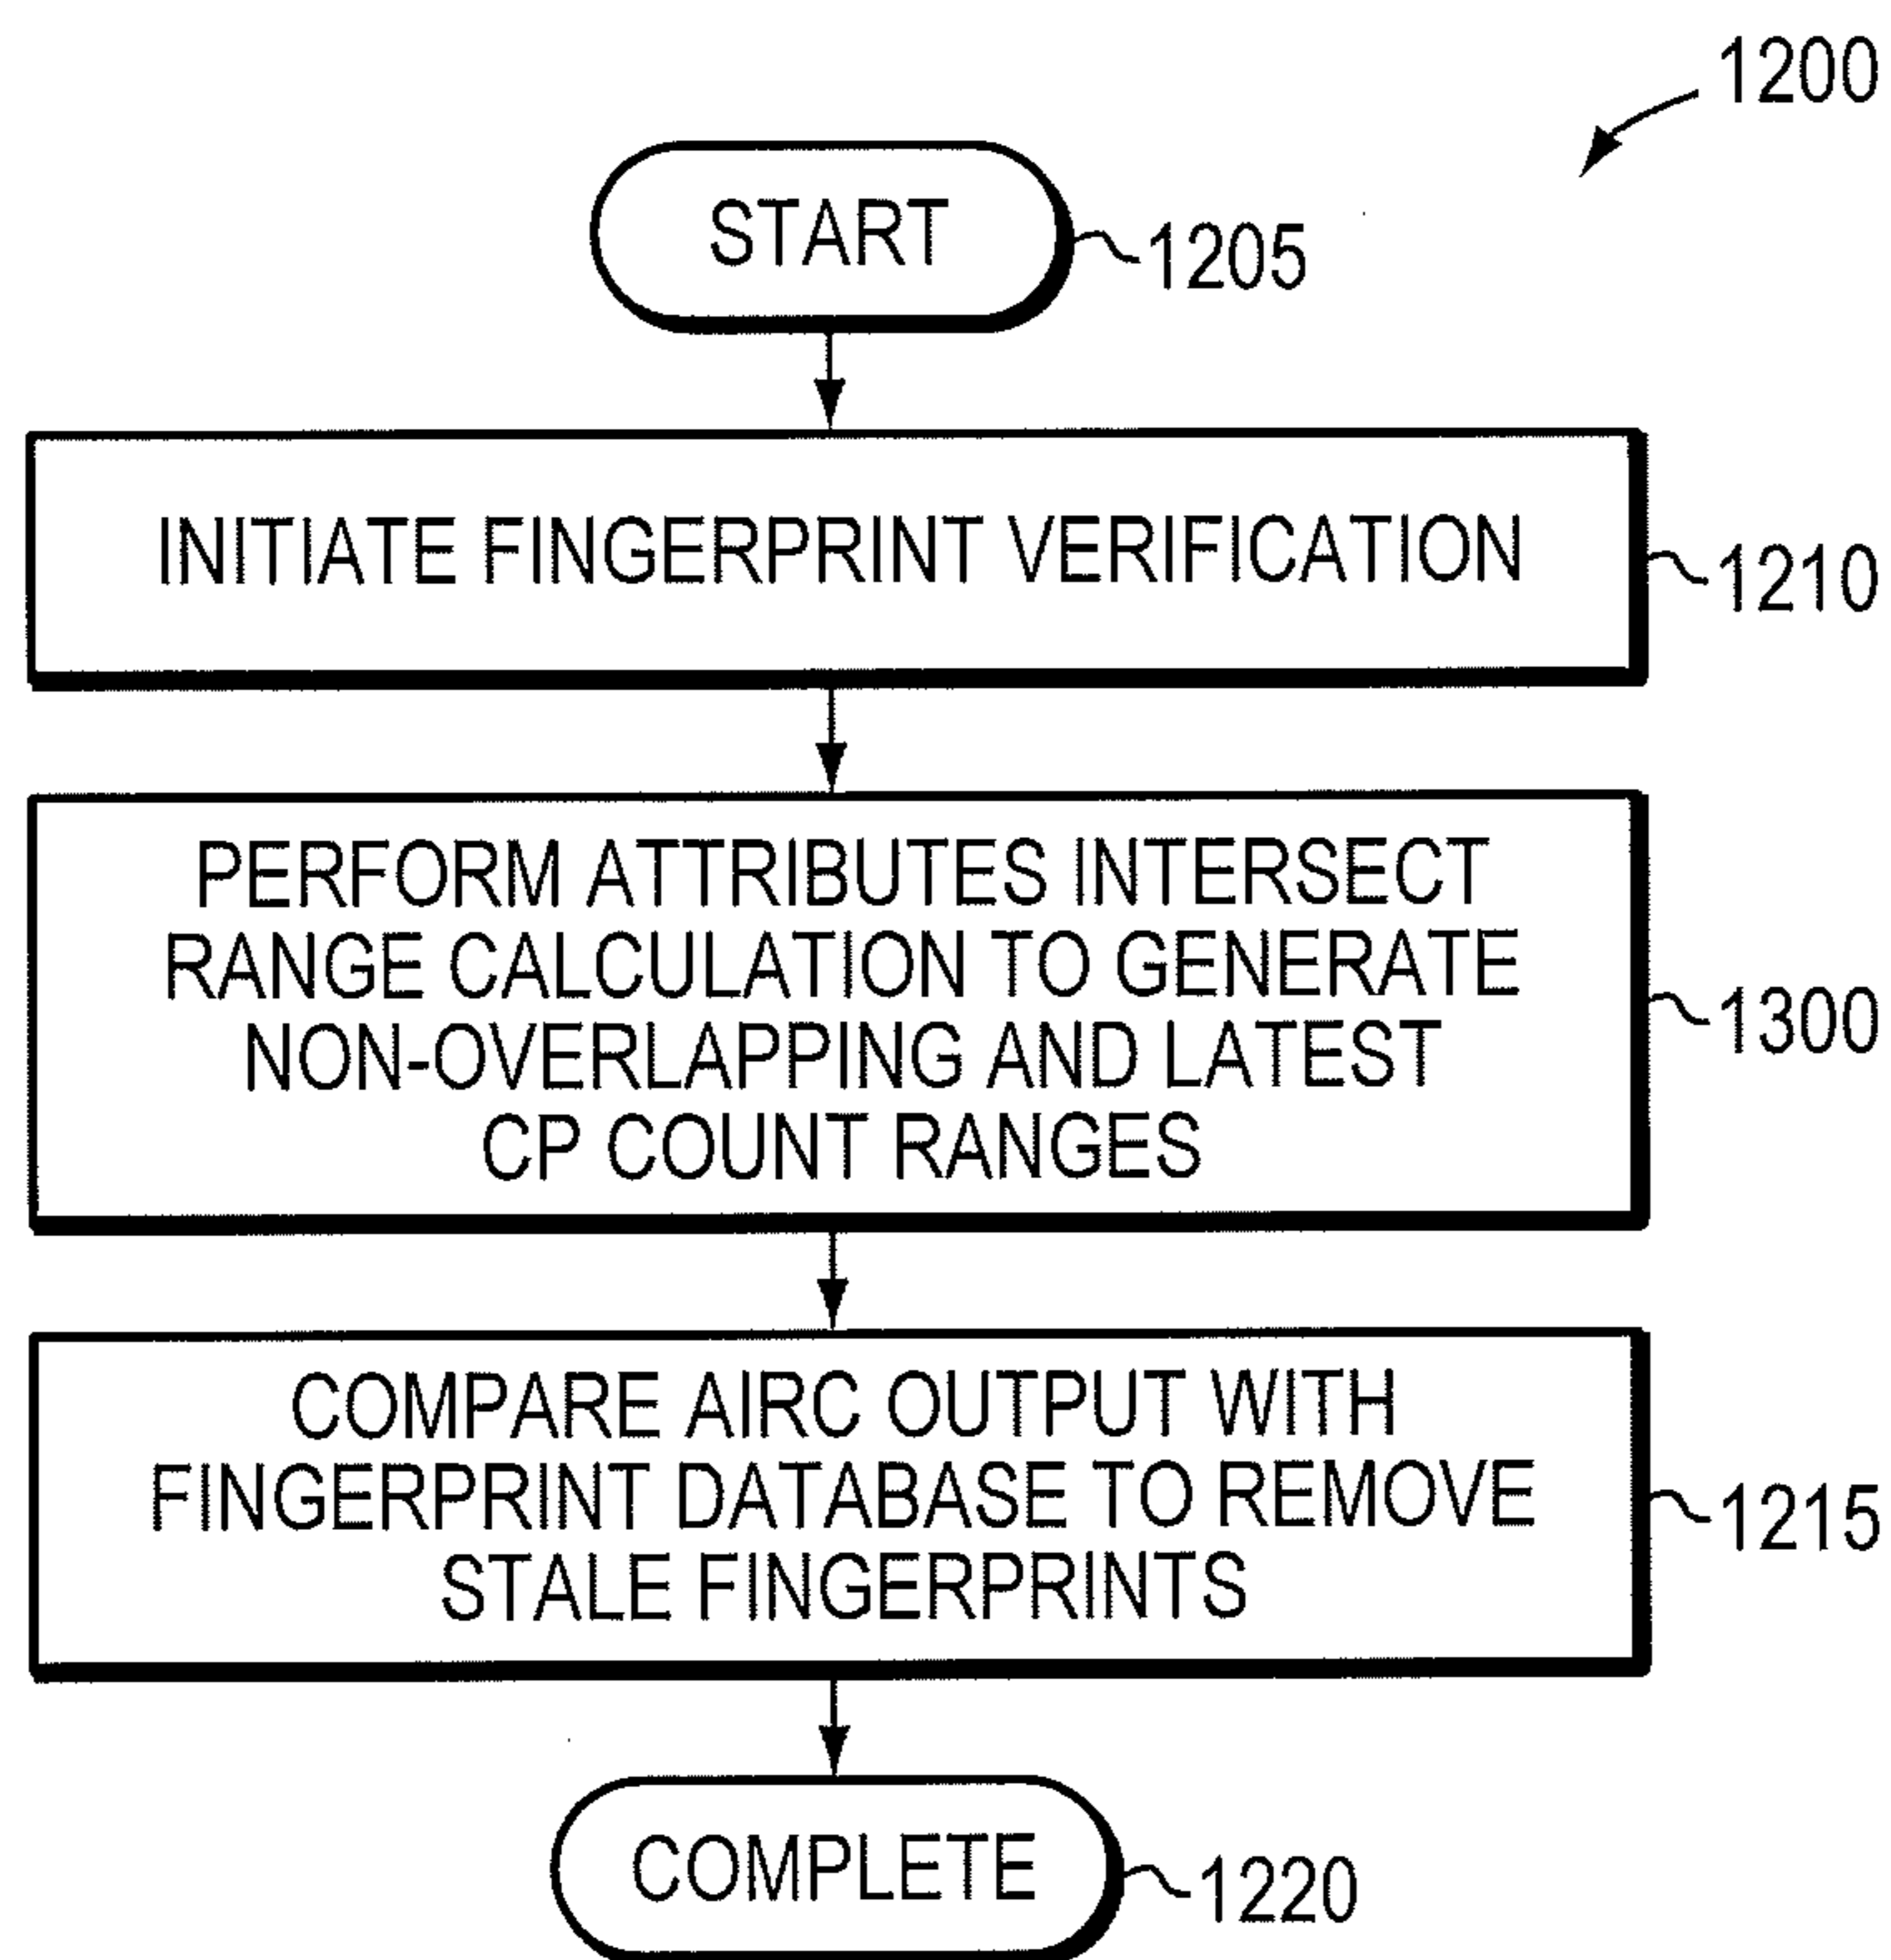 1200
START
1205
INITIATE FINGERPRINT VERIFICATION
1210
PERFORM ATTRIBUTES INTERSECT
RANGE CALCULATION TO GENERATE
NON-OVERLAPPING AND LATEST
CP COUNT RANGES
1300
COMPARE AIRC OUTPUT WITH
FINGERPRINT DATABASE TO REMOVE
STALE FINGERPRINTS
1215
COMPLETE
1220